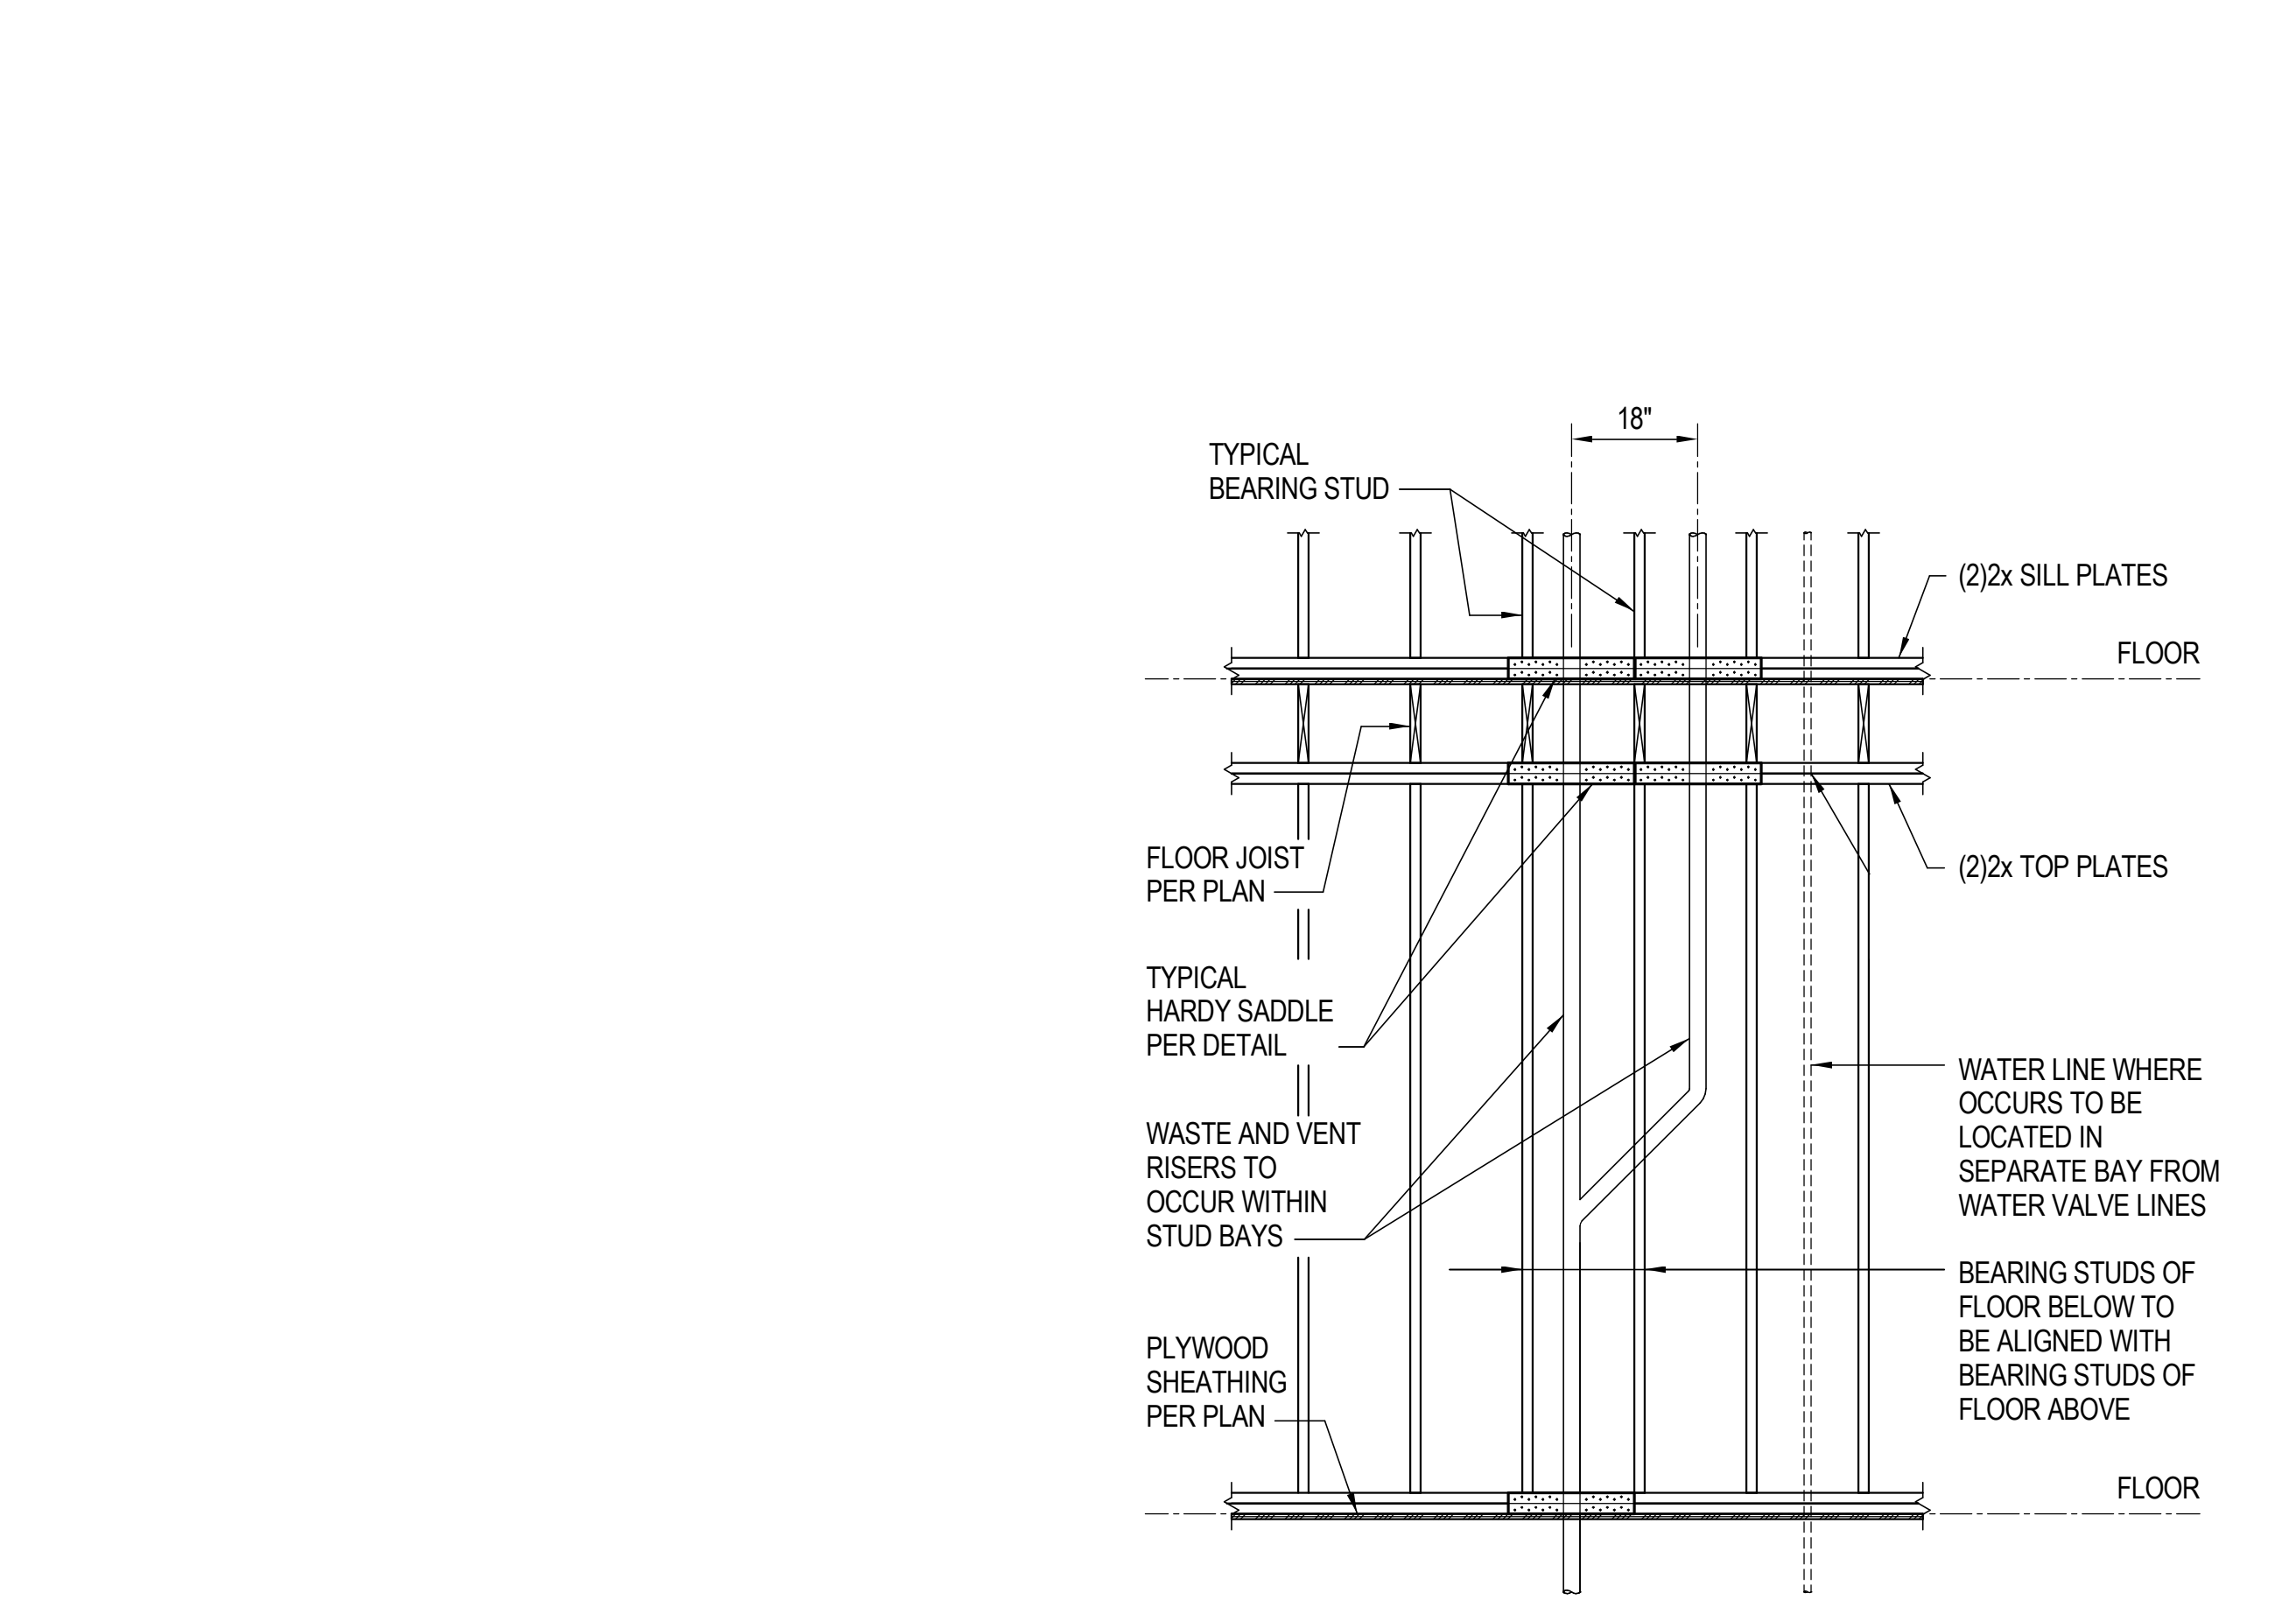 18"
TYPICAL
BEARING STUD
(2)2x SILL PLATES
FLOOR
FLOOR JOIST
PER PLAN
(2)2x TOP PLATES
TYPICAL
HARDY SADDLE
PER DETAIL
WATER LINE WHERE
OCCURS TO BE
LOCATED IN
SEPARATE BAY FROM
WATER VALVE LINES
WASTE AND VENT
RISERS TO
OCCUR WITHIN
STUD BAYS
BEARING STUDS OF
FLOOR BELOW TO
BE ALIGNED WITH
BEARING STUDS OF
FLOOR ABOVE
PLYWOOD
SHEATHING
PER PLAN
FLOOR